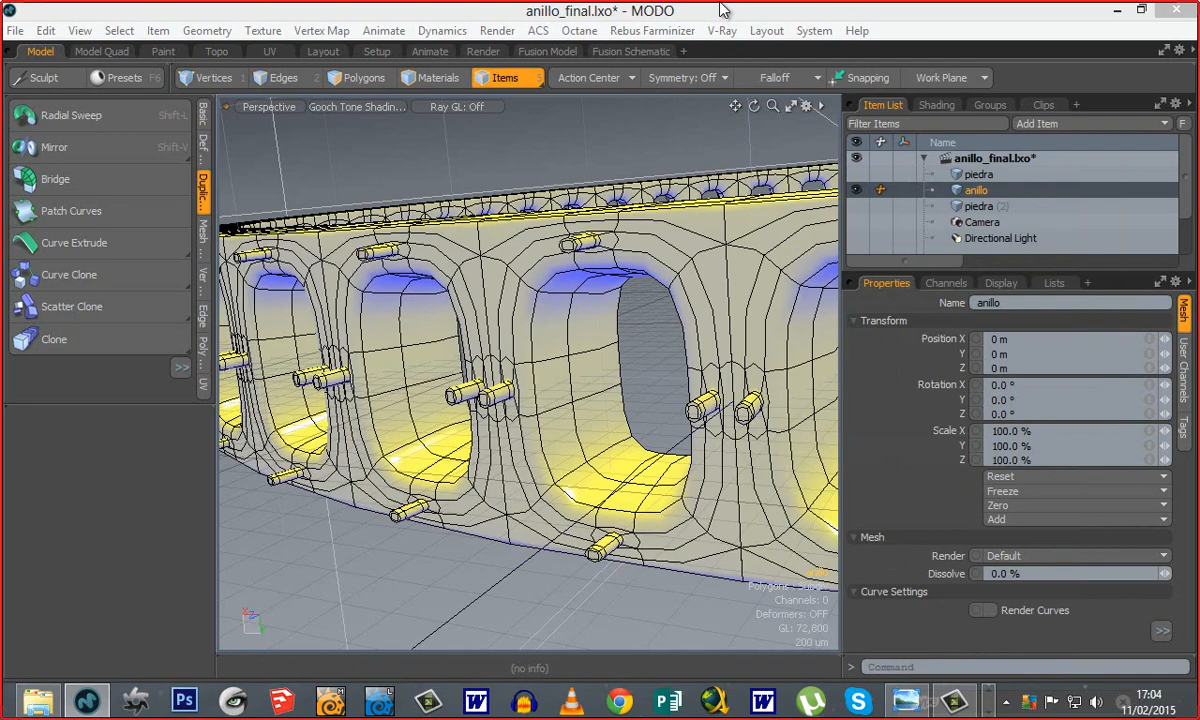 anillo_final.lxo* - MODO
File Edit View Select Item Geometry Texture Vertex Map Animate Dynamics Render ACS Octane Rebus Farminizer V-Ray Layout System Help
Model Model Quad Paint Topo UV Layout Setup Animate Render Fusion Model Fusion Schematic +
Sculpt Presets F6 Vertices 1 Edges 2 Polygons Materials Items 5 Action Center Symmetry: Off Falloff Snapping Work Plane
Perspective Gooch Tone Shadin... Ray GL: Off
Item List Shading Groups Clips +
Radial Sweep Shift-L
Mirror Shift-V
Bridge
Patch Curves
Curve Extrude
Curve Clone
Scatter Clone
Clone
>>
Basic
Def ...
Duplic...
Mesh ...
Ver ...
Edge
Poly ...
UV
Filter Items Add Item F
Name
anillo_final.lxo*
piedra
anillo
piedra (2)
Camera
Directional Light
Properties Channels Display Lists +
Name anillo
Transform
Position X 0 m
Y 0 m
Z 0 m
Rotation X 0.0 °
Y 0.0 °
Z 0.0 °
Scale X 100.0 %
Y 100.0 %
Z 100.0 %
Reset
Freeze
Zero
Add
Mesh
Render Default
Dissolve 0.0 %
Curve Settings
Render Curves
>>
Mesh
User Channels
Tags
anillo
Channels: 0
Deformers: OFF
GL: 72,800
200 um
(no info)
> Command
17:04
11/02/2015